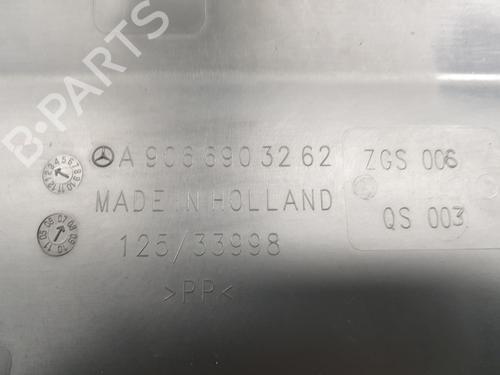 B-PARTS
A 906 690 32 62
ZGS 006
MADE IN HOLLAND
QS 003
125/33998
>PP<